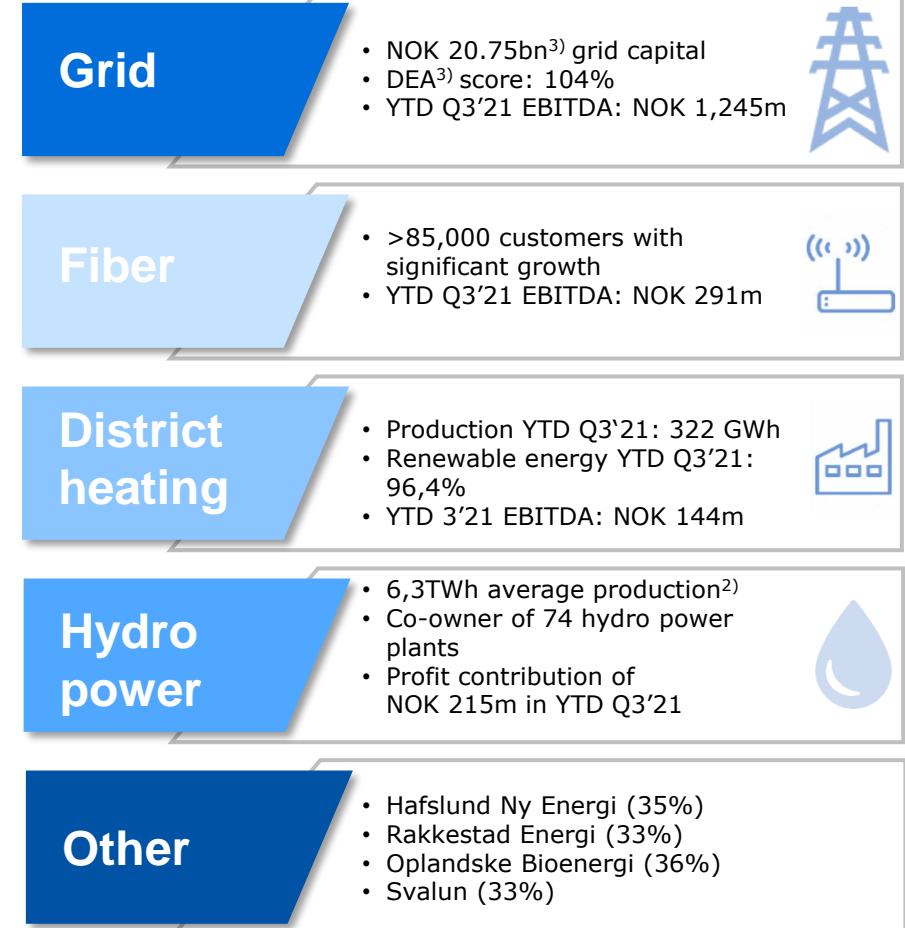 Grid
• NOK 20.75bn3) grid capital
• DEA3) score: 104%
• YTD Q3’21 EBITDA: NOK 1,245m
Fiber
• >85,000 customers with
significant growth
• YTD Q3’21 EBITDA: NOK 291m
District
heating
• Production YTD Q3‘21: 322 GWh
• Renewable energy YTD Q3’21:
96,4%
• YTD 3’21 EBITDA: NOK 144m
Hydro
power
• 6,3TWh average production2)
• Co-owner of 74 hydro power
plants
• Profit contribution of
NOK 215m in YTD Q3’21
Other
• Hafslund Ny Energi (35%)
• Rakkestad Energi (33%)
• Oplandske Bioenergi (36%)
• Svalun (33%)